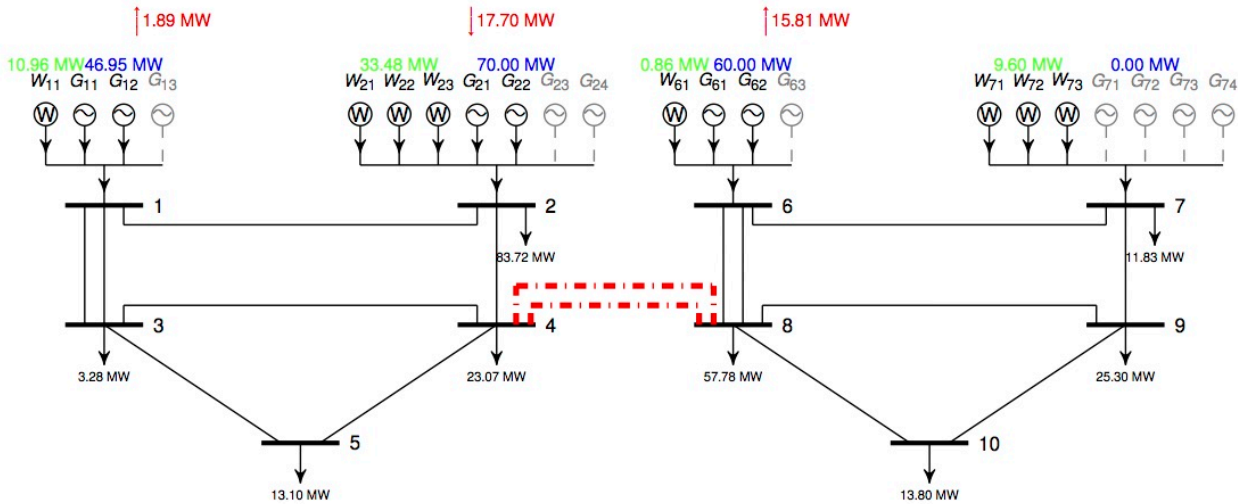 1.89 MW 17.70 MW 15.81 MW
10.96 MW 46.95 MW 33.48 MW 70.00 MW 0.86 MW 60.00 MW 9.60 MW 0.00 MW
W11 G11 G12 G13 W21 W22 W23 G21 G22 G23 G24 W61 G61 G62 G63 W71 W72 W73 G71 G72 G73 G74
W W W W W W W W
1 2 6 7
83.72 MW 11.83 MW
3 4 8 9
3.28 MW 23.07 MW 57.78 MW 25.30 MW
5 10
13.10 MW 13.80 MW